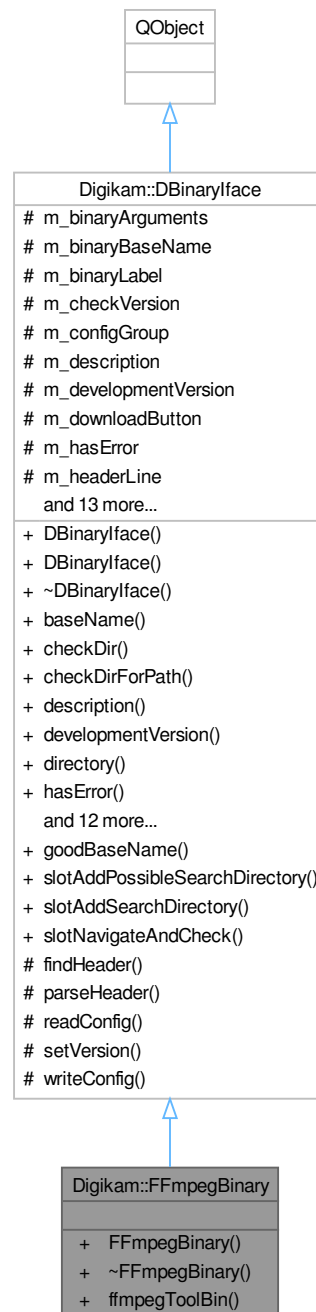 QObject
Digikam::DBinaryIface
# m_binaryArguments
# m_binaryBaseName
# m_binaryLabel
# m_checkVersion
# m_configGroup
# m_description
# m_developmentVersion
# m_downloadButton
# m_hasError
# m_headerLine
and 13 more...
+ DBinaryIface()
+ DBinaryIface()
+ ~DBinaryIface()
+ baseName()
+ checkDir()
+ checkDirForPath()
+ description()
+ developmentVersion()
+ directory()
+ hasError()
and 12 more...
+ goodBaseName()
+ slotAddPossibleSearchDirectory()
+ slotAddSearchDirectory()
+ slotNavigateAndCheck()
# findHeader()
# parseHeader()
# readConfig()
# setVersion()
# writeConfig()
Digikam::FFmpegBinary
+ FFmpegBinary()
+ ~FFmpegBinary()
+ ffmpegToolBin()